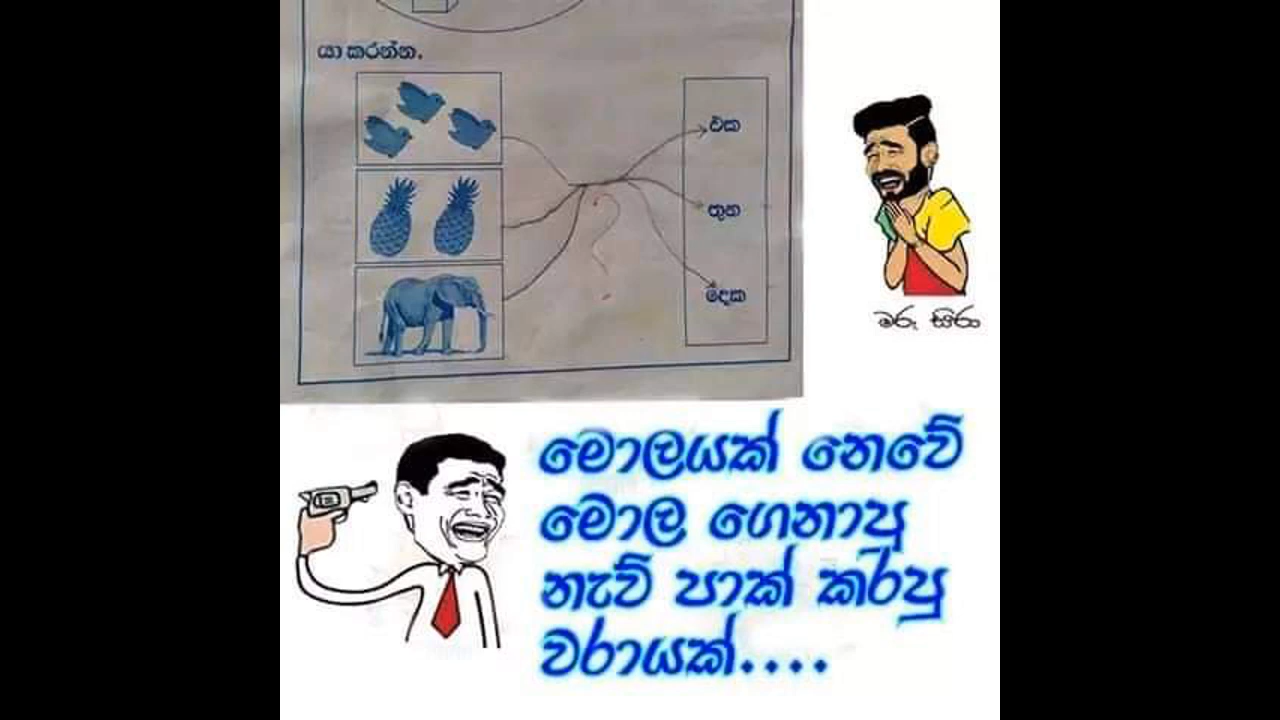 යා කරන්න.
එක
තුන
දෙක
මරු සිරා
මොලයක් නෙවේ
මොල ගෙනාපු
නැව් පාක් කරපු
වරායක්....